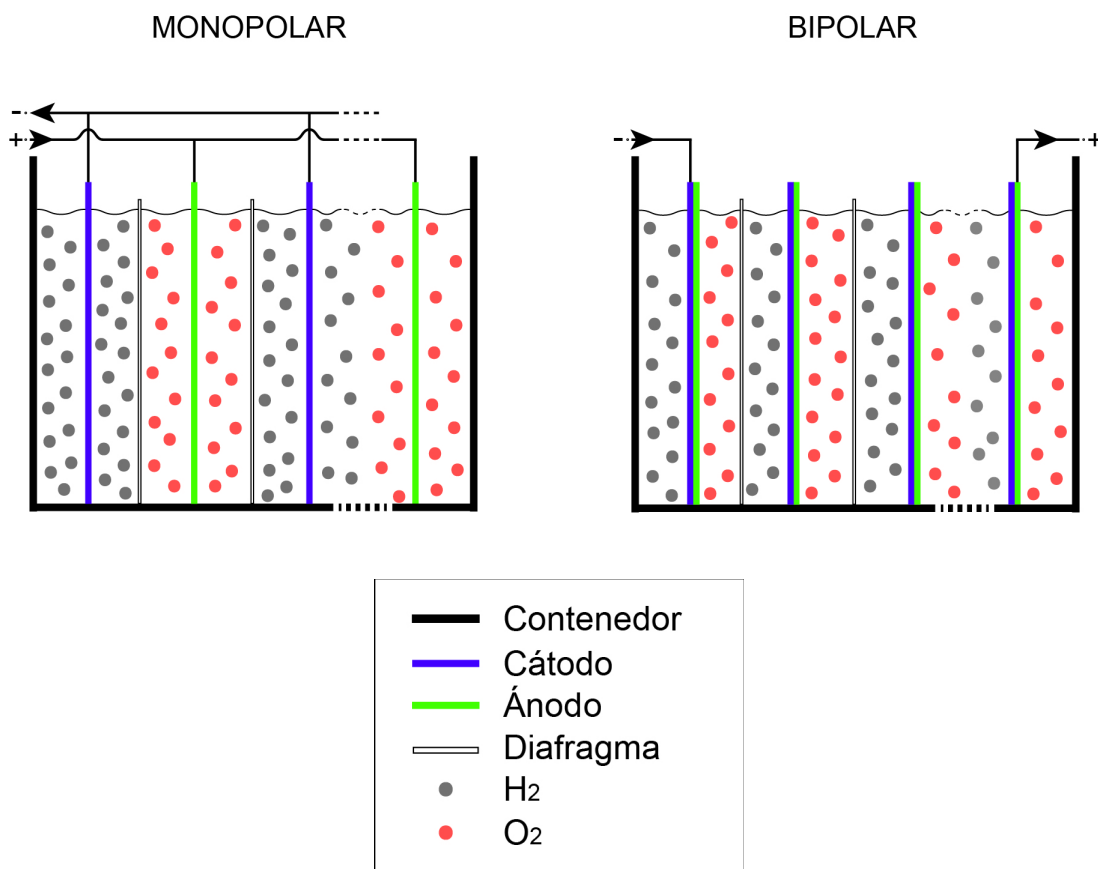 MONOPOLAR
BIPOLAR
-
+
-
+
Contenedor
Cátodo
Ánodo
Diafragma
H2
O2